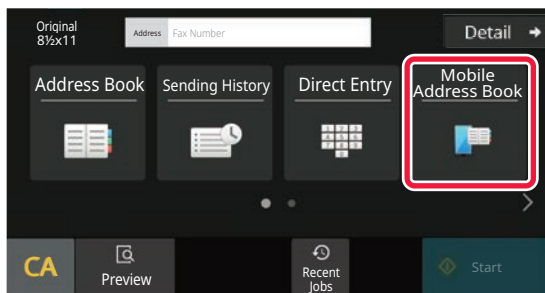 Original
8½x11
Address Fax Number
Detail
Address Book
Sending History
Direct Entry
Mobile
Address Book
CA
Preview
Recent
Jobs
Start